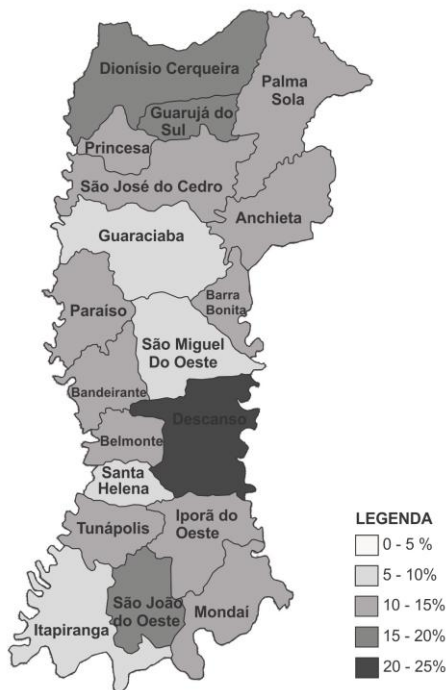 Dionísio Cerqueira
Palma
Sola
Guarujá do
Sul
Princesa
São José do Cedro
Anchieta
Guaraciaba
Barra
Bonita
Paraíso
São Miguel
Do Oeste
Bandeirante
Descanso
Belmonte
Santa
Helena
Iporã do
Oeste
Tunápolis
São João
do Oeste
Mondaí
Itapiranga
LEGENDA
0 - 5 %
5 - 10%
10 - 15%
15 - 20%
20 - 25%